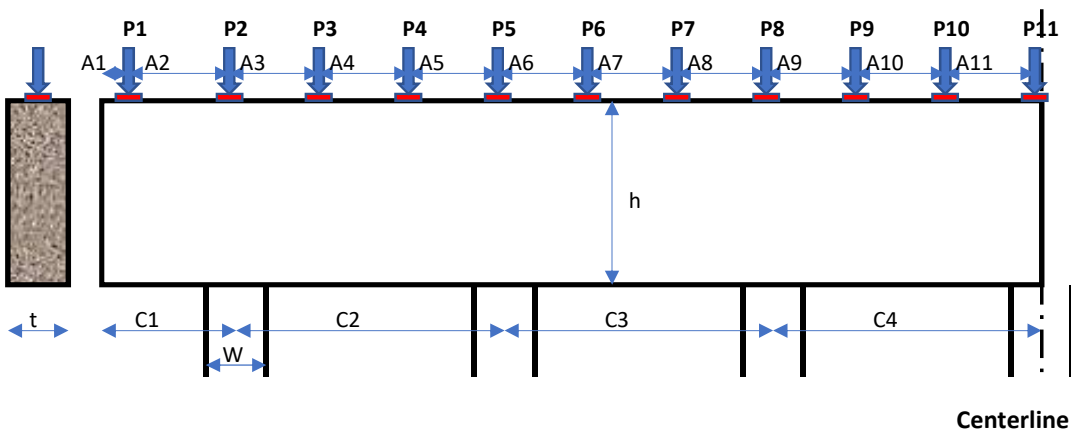 P1 P2 P3 P4 P5 P6 P7 P8 P9 P10 P11
A1 A2 A3 A4 A5 A6 A7 A8 A9 A10 A11
h
t C1 C2 C3 C4
W
Centerline